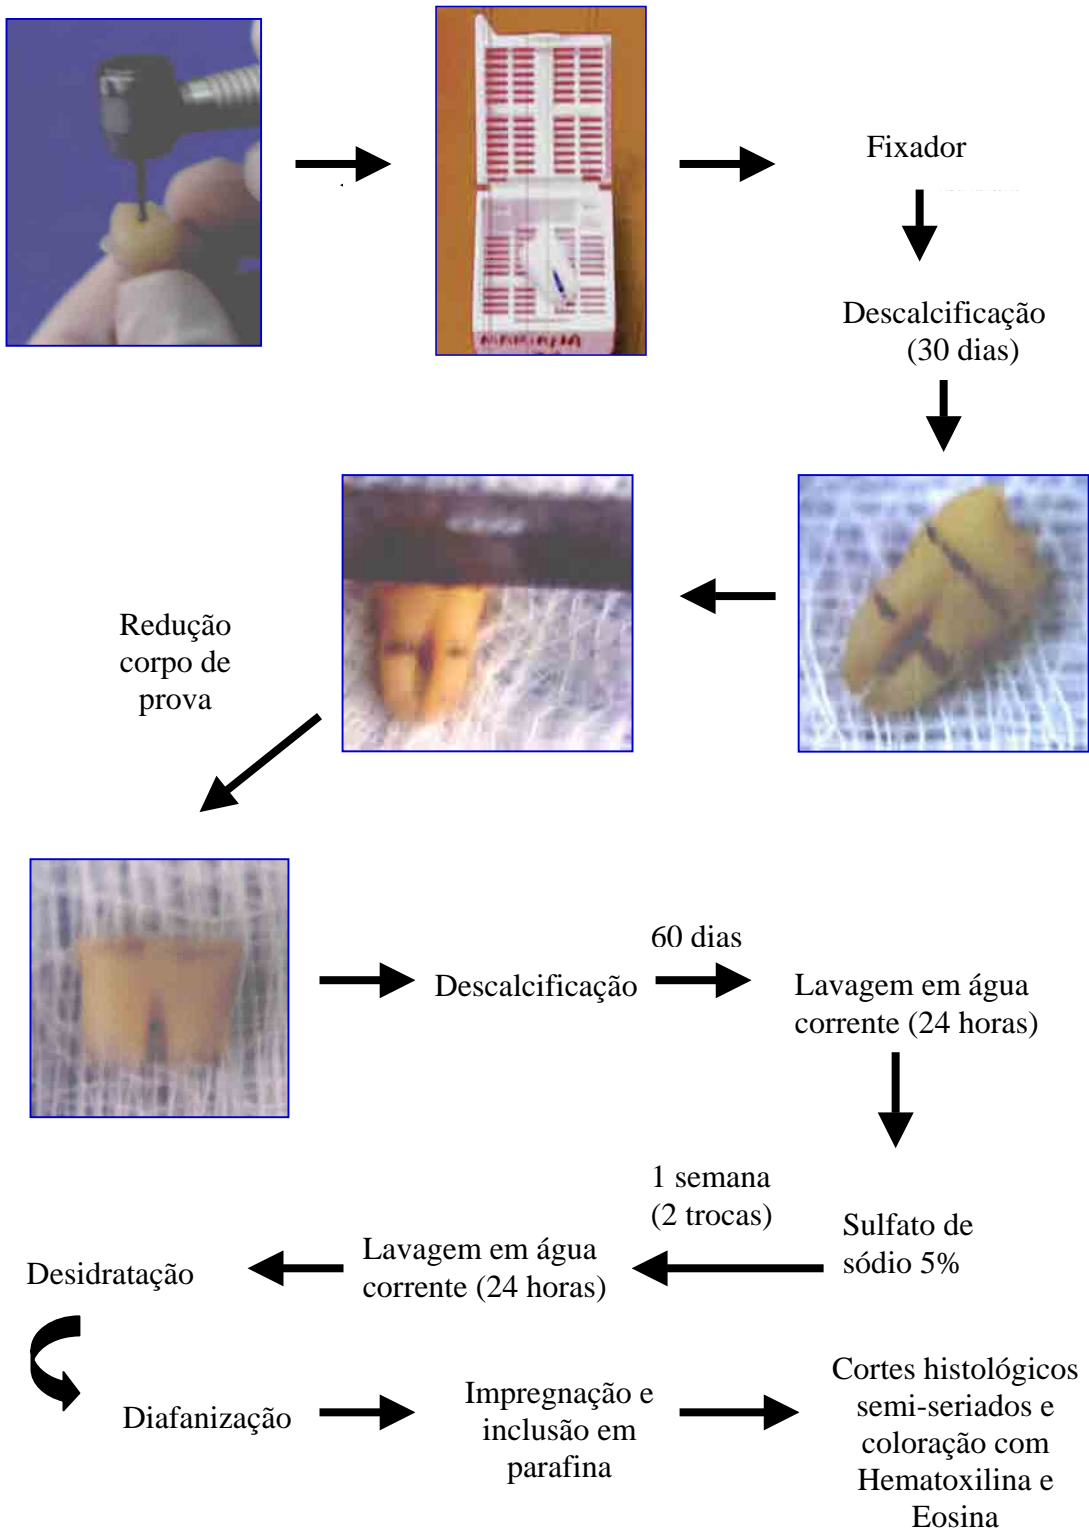 Fixador
Descalcificação
(30 dias)
Redução
corpo de
prova
Descalcificação
60 dias
Lavagem em água
corrente (24 horas)
Sulfato de
sódio 5%
1 semana
(2 trocas)
Lavagem em água
corrente (24 horas)
Desidratação
Diafanização
Impregnação e
inclusão em
parafina
Cortes histológicos
semi-seriados e
coloração com
Hematoxilina e
Eosina